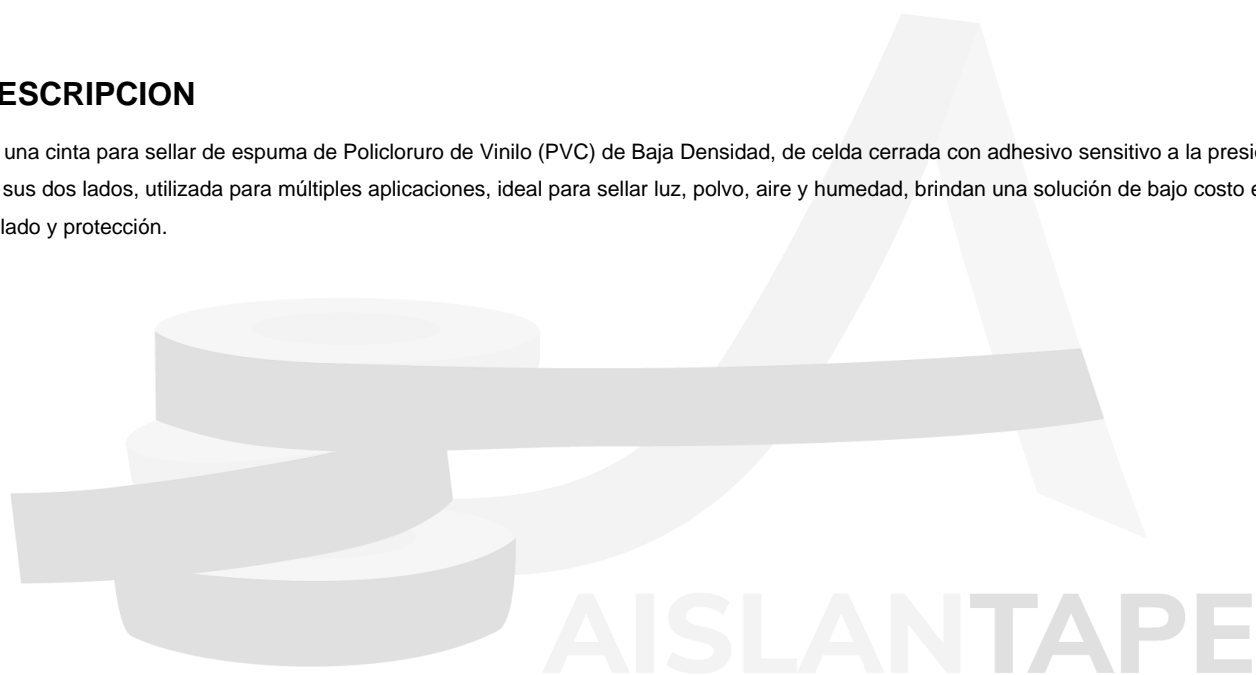 ESCRIPCION
una cinta para sellar de espuma de Policloruro de Vinilo (PVC) de Baja Densidad, de celda cerrada con adhesivo sensitivo a la presi
sus dos lados, utilizada para múltiples aplicaciones, ideal para sellar luz, polvo, aire y humedad, brindan una solución de bajo costo e
lado y protección.
AISLANTAPE